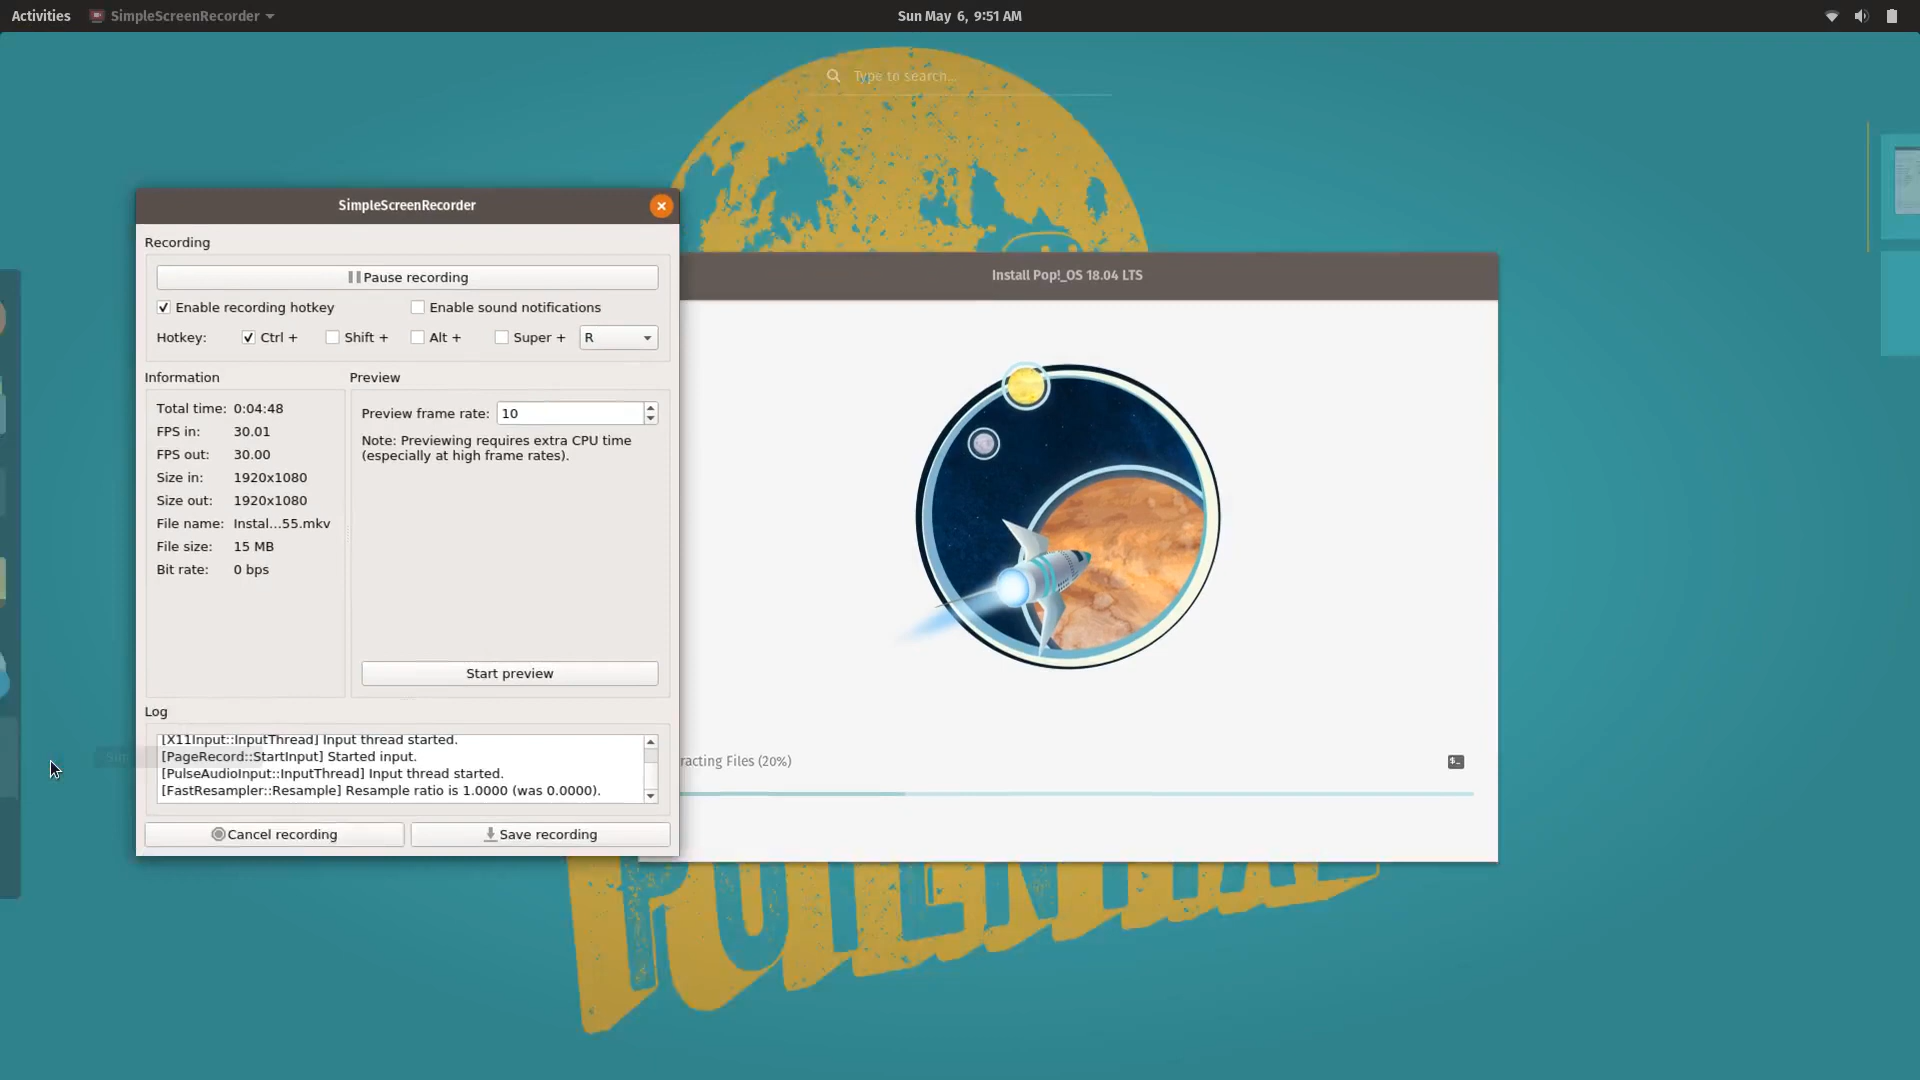 Activities SimpleScreenRecorder Sun May 6, 9:51 AM
Type to search...
SimpleScreenRecorder
Recording
Pause recording
Enable recording hotkey Enable sound notifications
Hotkey: Ctrl + Shift + Alt + Super + R
Information
Total time: 0:04:48
FPS in: 30.01
FPS out: 30.00
Size in: 1920x1080
Size out: 1920x1080
File name: Instal...55.mkv
File size: 15 MB
Bit rate: 0 bps
Preview
Preview frame rate: 10
Note: Previewing requires extra CPU time
(especially at high frame rates).
Start preview
Log
[X11Input::InputThread] Input thread started.
[PageRecord::StartInput] Started input.
[PulseAudioInput::InputThread] Input thread started.
[FastResampler::Resample] Resample ratio is 1.0000 (was 0.0000).
Cancel recording Save recording
Install Pop!_OS 18.04 LTS
racting Files (20%)